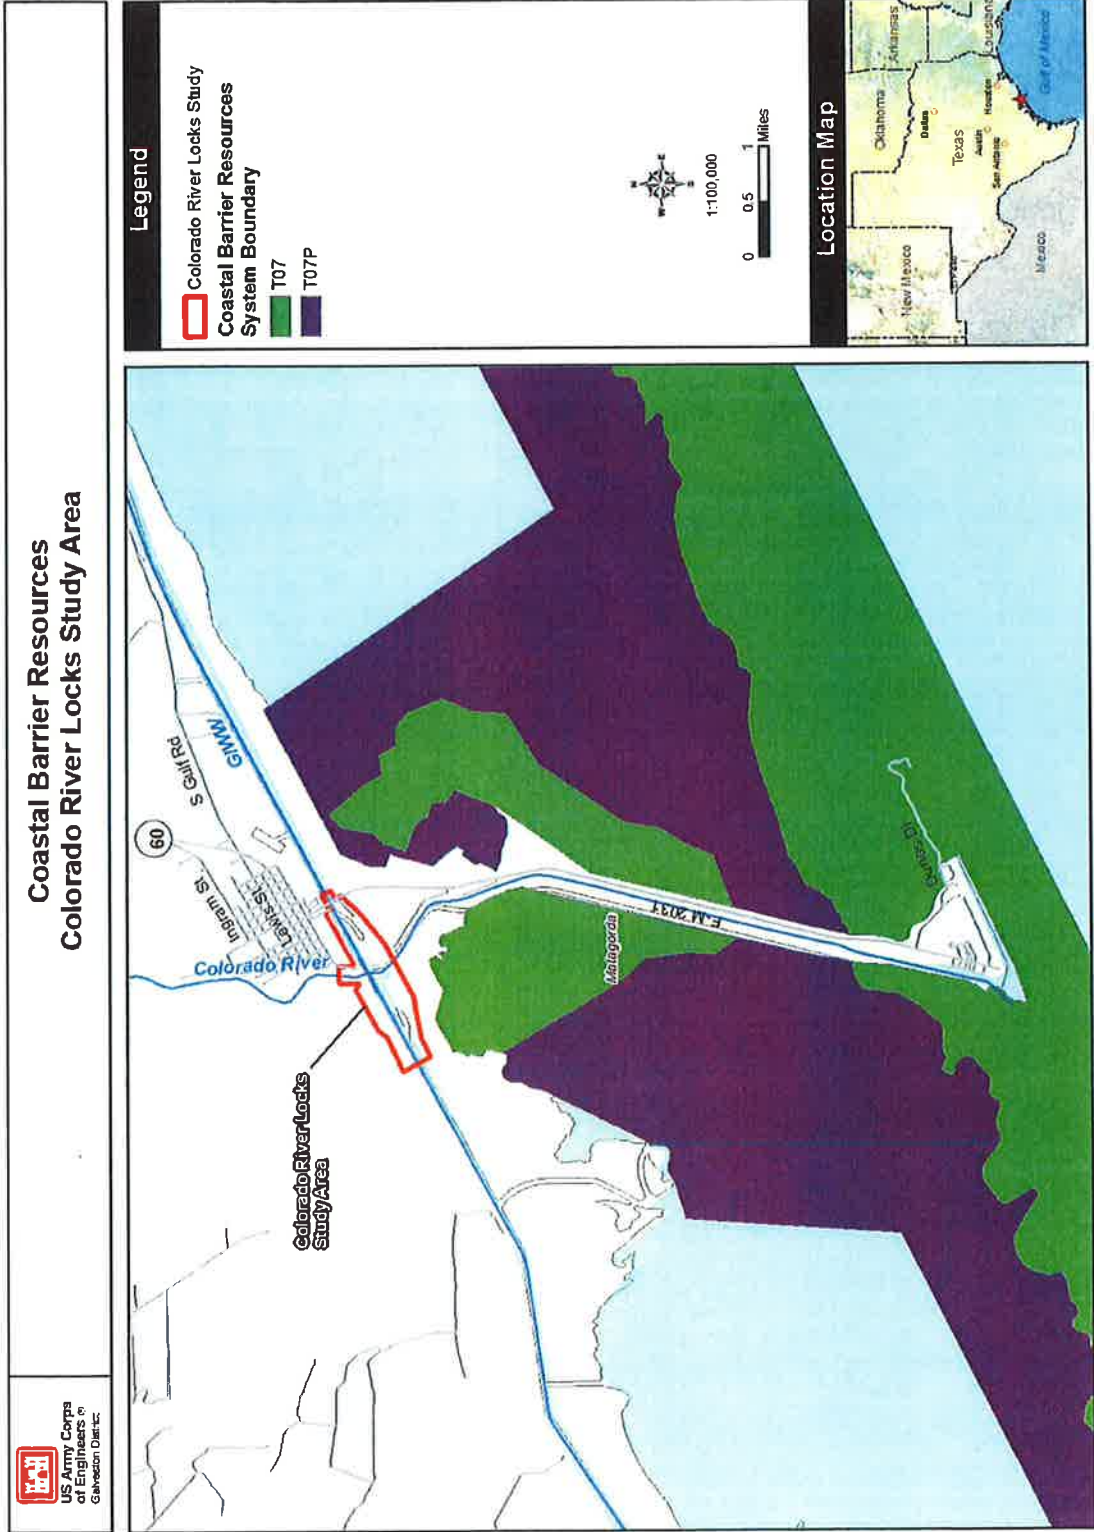 US Army Corps
of Engineers ®
Galveston District
Coastal Barrier Resources
Colorado River Locks Study Area
60
S Gulf Rd
GIWW
Ingram St.
Lewis St.
Colorado River
Colorado River Locks
Study Area
Matagorda
F.M 2031
Dunes Dr
Legend
Colorado River Locks Study
Coastal Barrier Resources
System Boundary
T07
T07P
N
W
E
S
1:100,000
0 0.5 1
Miles
Location Map
New Mexico
Oklahoma
Arkansas
Dallas
Texas
Louisiana
Austin
Houston
San Antonio
Mexico
Gulf of Mexico